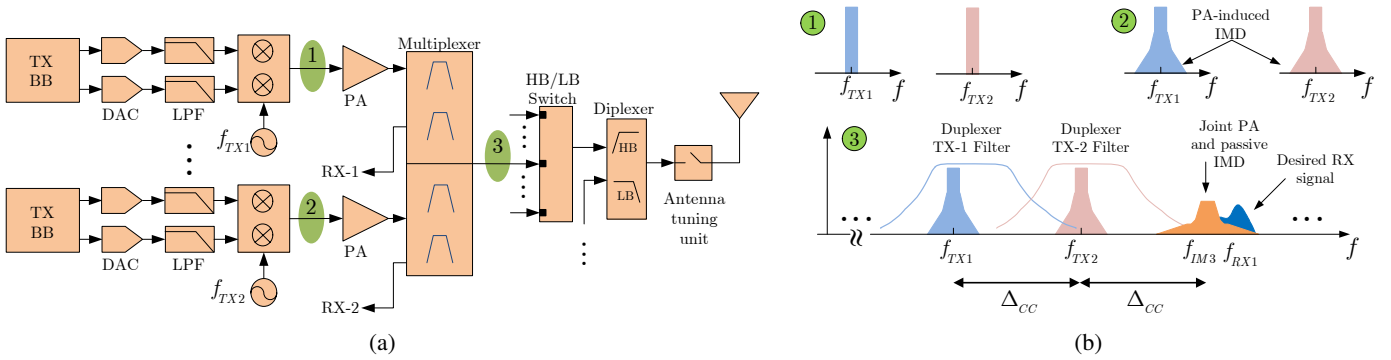 TX
BB
DAC
LPF
f_TX1
1
PA
Multiplexer
RX-1
TX
BB
DAC
LPF
f_TX2
2
PA
RX-2
3
HB/LB
Switch
Diplexer
HB
LB
Antenna
tuning
unit
(a)
1
f_TX1
f
f_TX2
f
2
PA-induced
IMD
f_TX1
f
f_TX2
f
3
Duplexer
TX-1 Filter
Duplexer
TX-2 Filter
Joint PA
and passive
IMD
Desired RX
signal
f_TX1
f_TX2
f_IM3
f_RX1
f
Δ_CC
Δ_CC
(b)